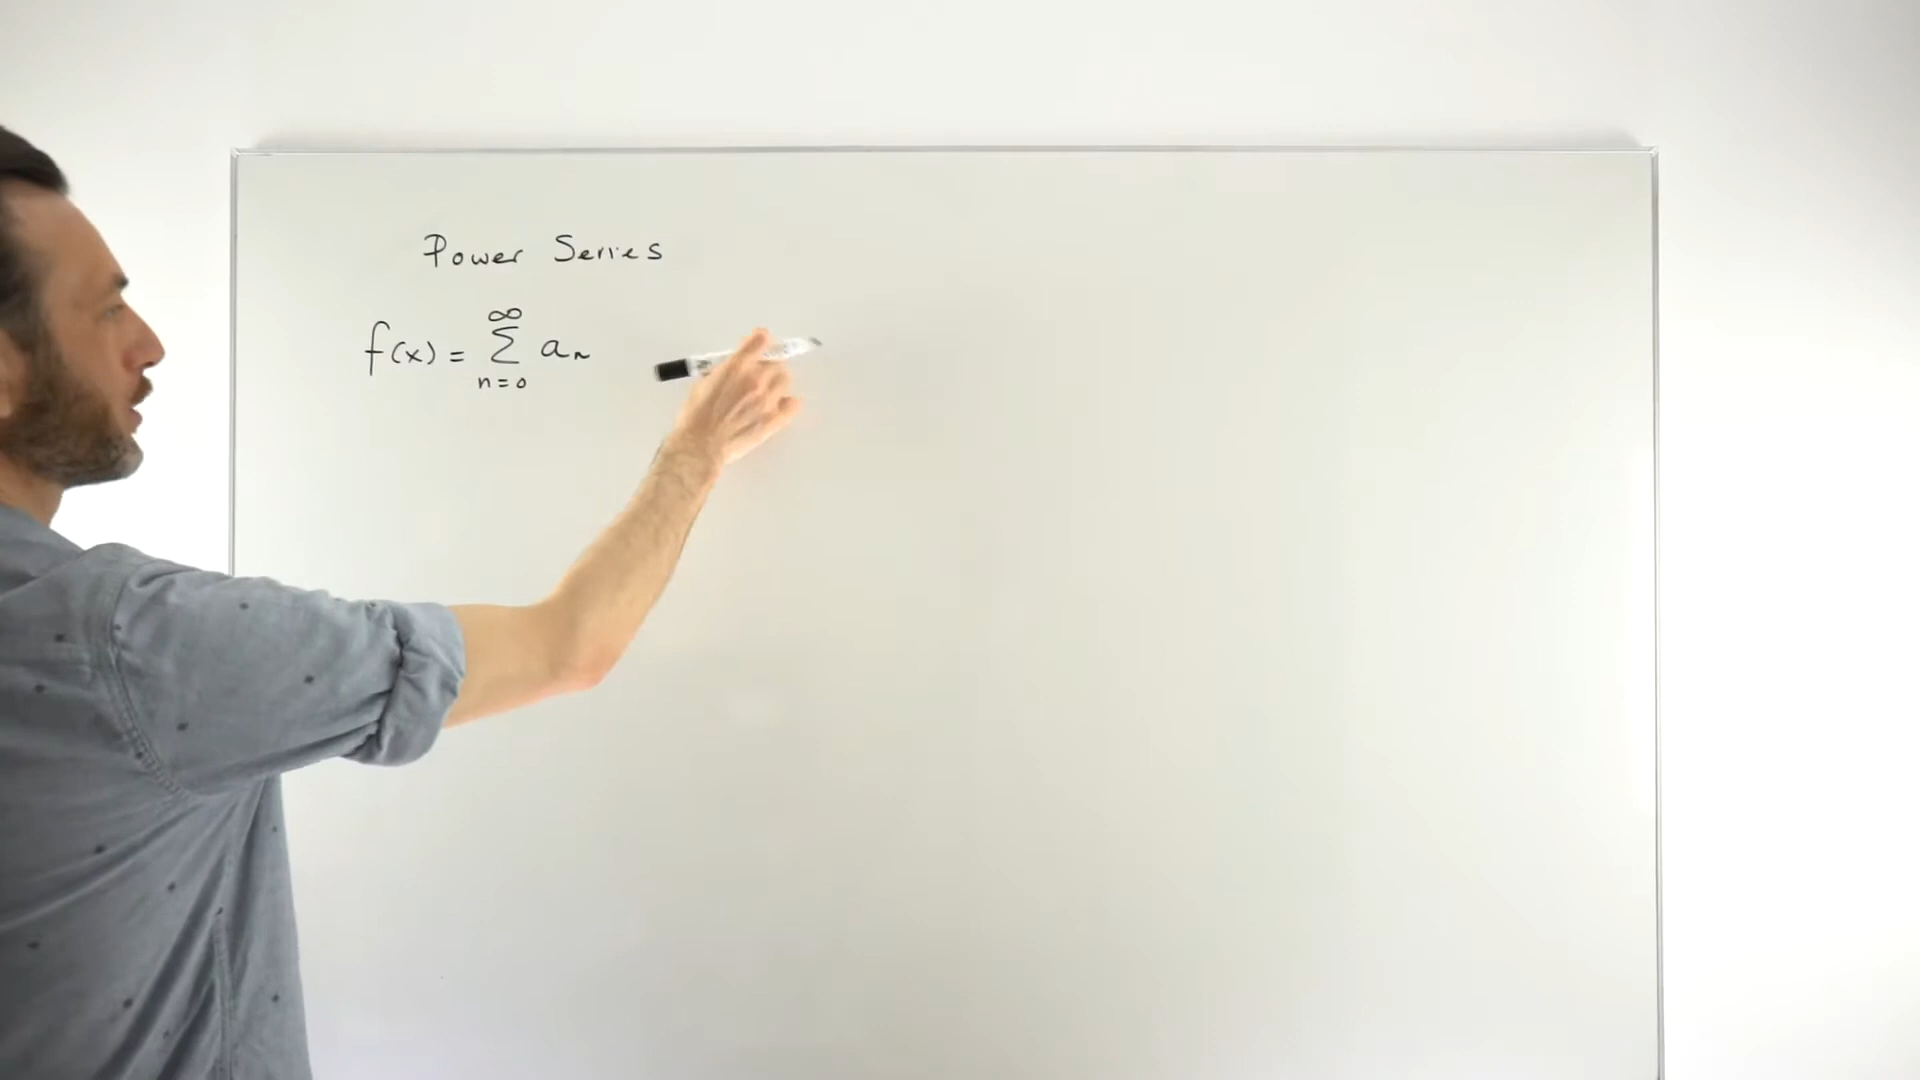 Power Series
f(x) = ∞ ∑ n=0 aₙ